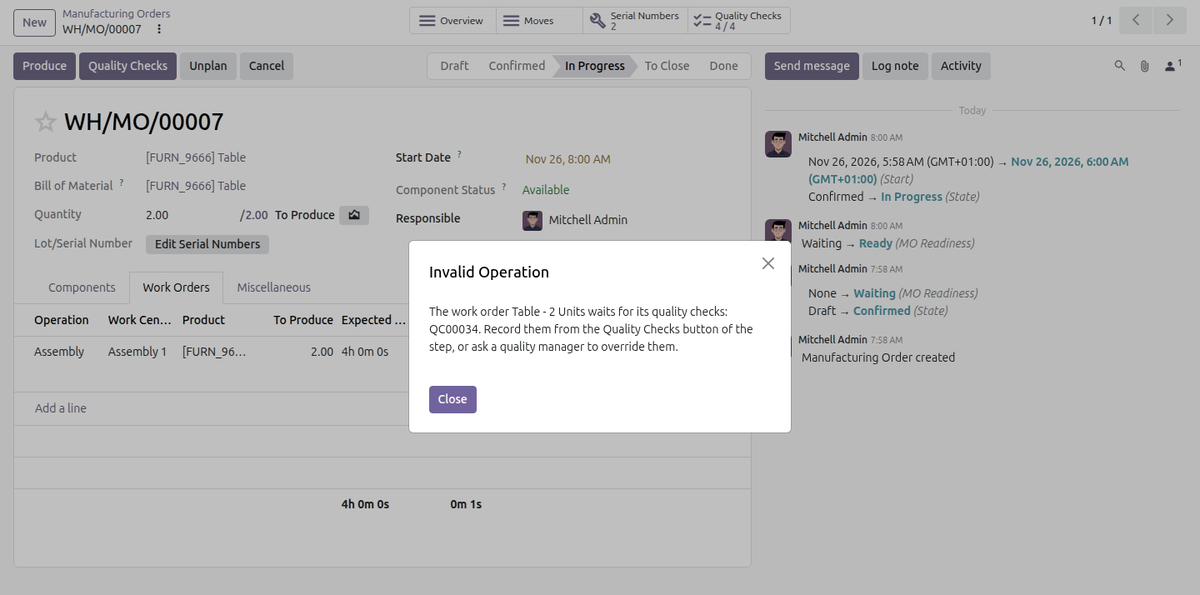 New
Manufacturing Orders
WH/MO/00007
Overview
Moves
Serial Numbers
2
Quality Checks
4 / 4
1 / 1
Produce
Quality Checks
Unplan
Cancel
Draft
Confirmed
In Progress
To Close
Done
Send message
Log note
Activity
1
WH/MO/00007
Product
[FURN_9666] Table
Bill of Material ?
[FURN_9666] Table
Quantity
2.00 /2.00 To Produce
Lot/Serial Number
Edit Serial Numbers
Start Date ?
Nov 26, 8:00 AM
Component Status ?
Available
Responsible
Mitchell Admin
Components
Work Orders
Miscellaneous
Operation Work Cen... Product To Produce Expected ...
Assembly Assembly 1 [FURN_96... 2.00 4h 0m 0s
Add a line
4h 0m 0s 0m 1s
Invalid Operation
The work order Table - 2 Units waits for its quality checks:
QC00034. Record them from the Quality Checks button of the
step, or ask a quality manager to override them.
Close
Today
Mitchell Admin 8:00 AM
Nov 26, 2026, 5:58 AM (GMT+01:00) → Nov 26, 2026, 6:00 AM
(GMT+01:00) (Start)
Confirmed → In Progress (State)
Mitchell Admin 8:00 AM
Waiting → Ready (MO Readiness)
Mitchell Admin 7:58 AM
None → Waiting (MO Readiness)
Draft → Confirmed (State)
Mitchell Admin 7:58 AM
Manufacturing Order created